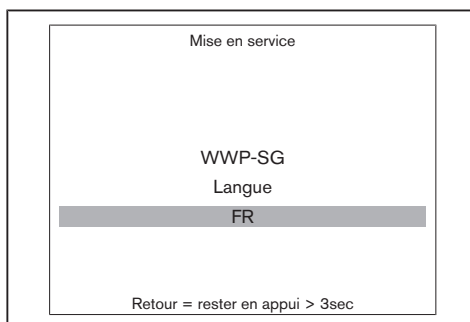 Mise en service
WWP-SG
Langue
FR
Retour = rester en appui > 3sec